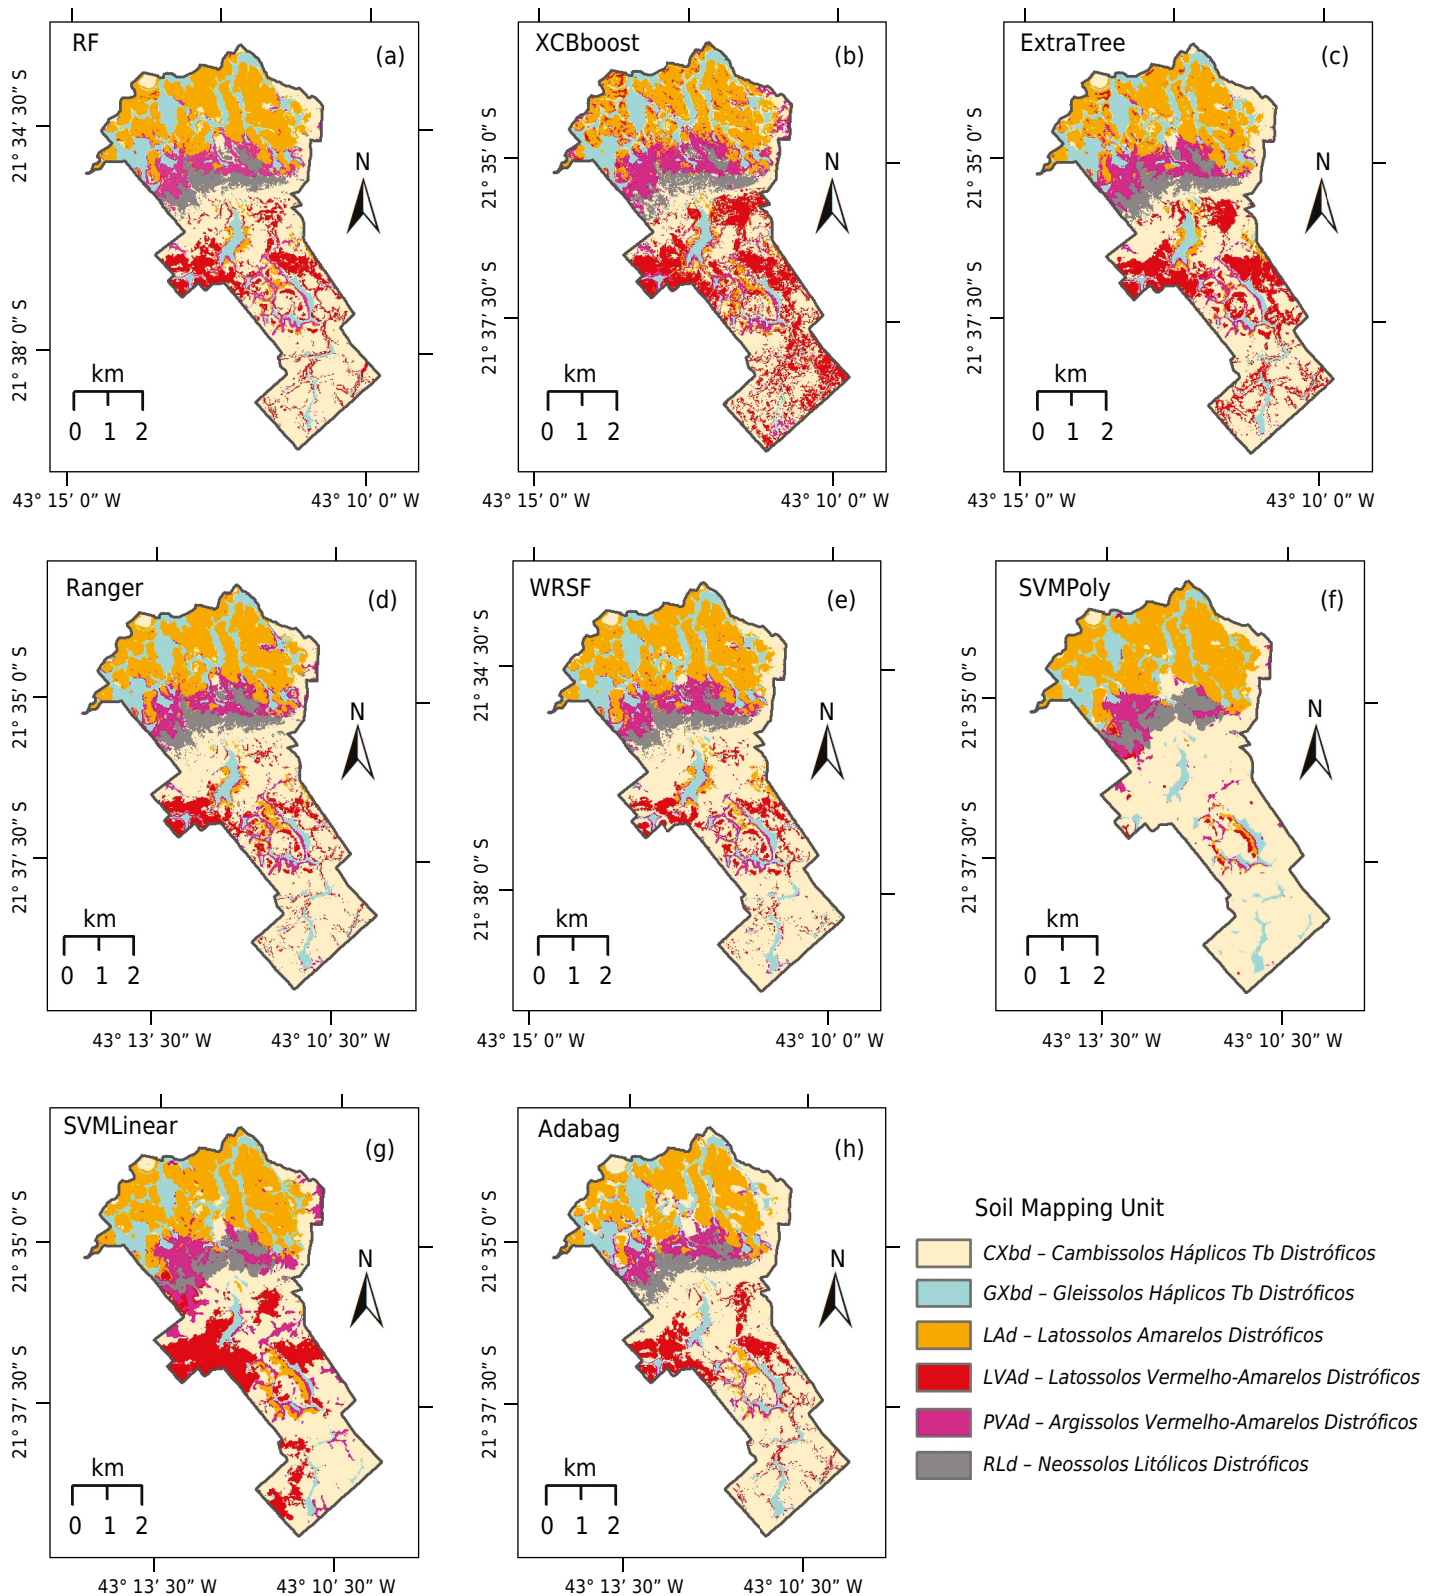 RF
(a)
N
km
0 1 2
21° 34’ 30” S
21° 38’ 0” S
43° 15’ 0” W
43° 10’ 0” W
XCBboost
(b)
N
km
0 1 2
21° 35’ 0” S
21° 37’ 30” S
43° 15’ 0” W
43° 10’ 0” W
ExtraTree
(c)
N
km
0 1 2
21° 35’ 0” S
21° 37’ 30” S
43° 15’ 0” W
43° 10’ 0” W
Ranger
(d)
N
km
0 1 2
21° 35’ 0” S
21° 37’ 30” S
43° 13’ 30” W
43° 10’ 30” W
WRSF
(e)
N
km
0 1 2
21° 34’ 30” S
21° 38’ 0” S
43° 15’ 0” W
43° 10’ 0” W
SVMPoly
(f)
N
km
0 1 2
21° 35’ 0” S
21° 37’ 30” S
43° 13’ 30” W
43° 10’ 30” W
SVMLinear
(g)
N
km
0 1 2
21° 35’ 0” S
21° 37’ 30” S
43° 13’ 30” W
43° 10’ 30” W
Adabag
(h)
N
km
0 1 2
21° 35’ 0” S
21° 37’ 30” S
43° 13’ 30” W
43° 10’ 30” W
Soil Mapping Unit
CXbd – Cambissolos Háplicos Tb Distróficos
GXbd – Gleissolos Háplicos Tb Distróficos
LAd – Latossolos Amarelos Distróficos
LVAd – Latossolos Vermelho-Amarelos Distróficos
PVAd – Argissolos Vermelho-Amarelos Distróficos
RLd – Neossolos Litólicos Distróficos